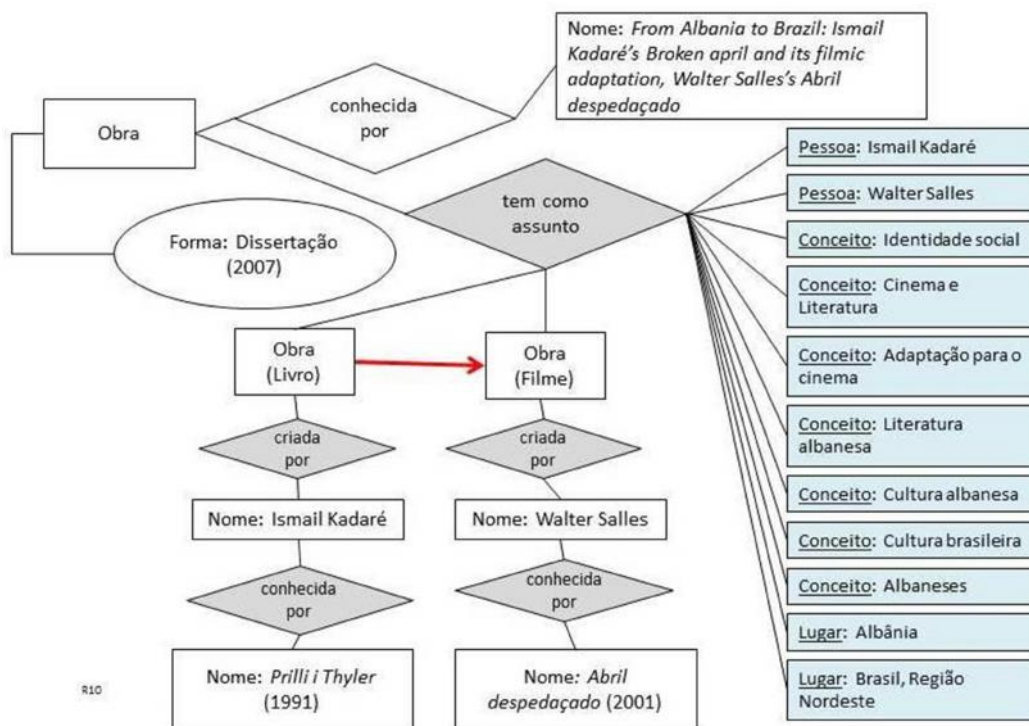 Nome: From Albania to Brazil: Ismail
Kadaré's Broken april and its filmic
adaptation, Walter Salles's Abril
despedaçado
conhecida
por
Obra
tem como
assunto
Forma: Dissertação
(2007)
Pessoa: Ismail Kadaré
Pessoa: Walter Salles
Conceito: Identidade social
Conceito: Cinema e
Literatura
Conceito: Adaptação para o
cinema
Conceito: Literatura
albanesa
Conceito: Cultura albanesa
Conceito: Cultura brasileira
Conceito: Albaneses
Lugar: Albânia
Lugar: Brasil, Região
Nordeste
Obra
(Livro)
Obra
(Filme)
criada
por
criada
por
Nome: Ismail Kadaré
Nome: Walter Salles
conhecida
por
conhecida
por
Nome: Prilli i Thyler
(1991)
Nome: Abril
despedaçado (2001)
R10